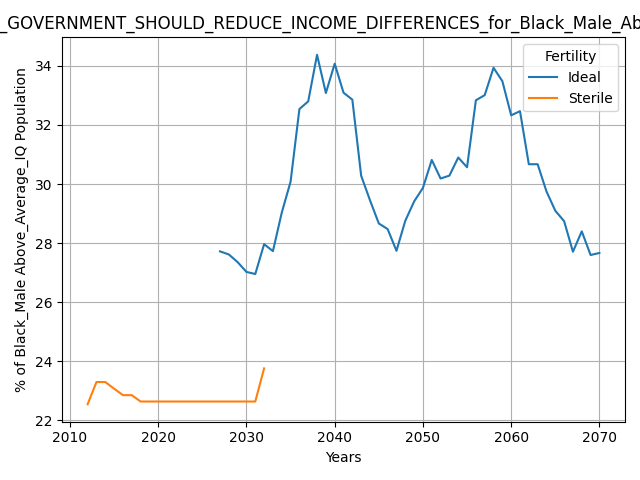 _GOVERNMENT_SHOULD_REDUCE_INCOME_DIFFERENCES_for_Black_Male_Ab
Fertility
Ideal
Sterile
34
32
30
28
26
24
22
% of Black_Male Above_Average_IQ Population
2010 2020 2030 2040 2050 2060 2070
Years